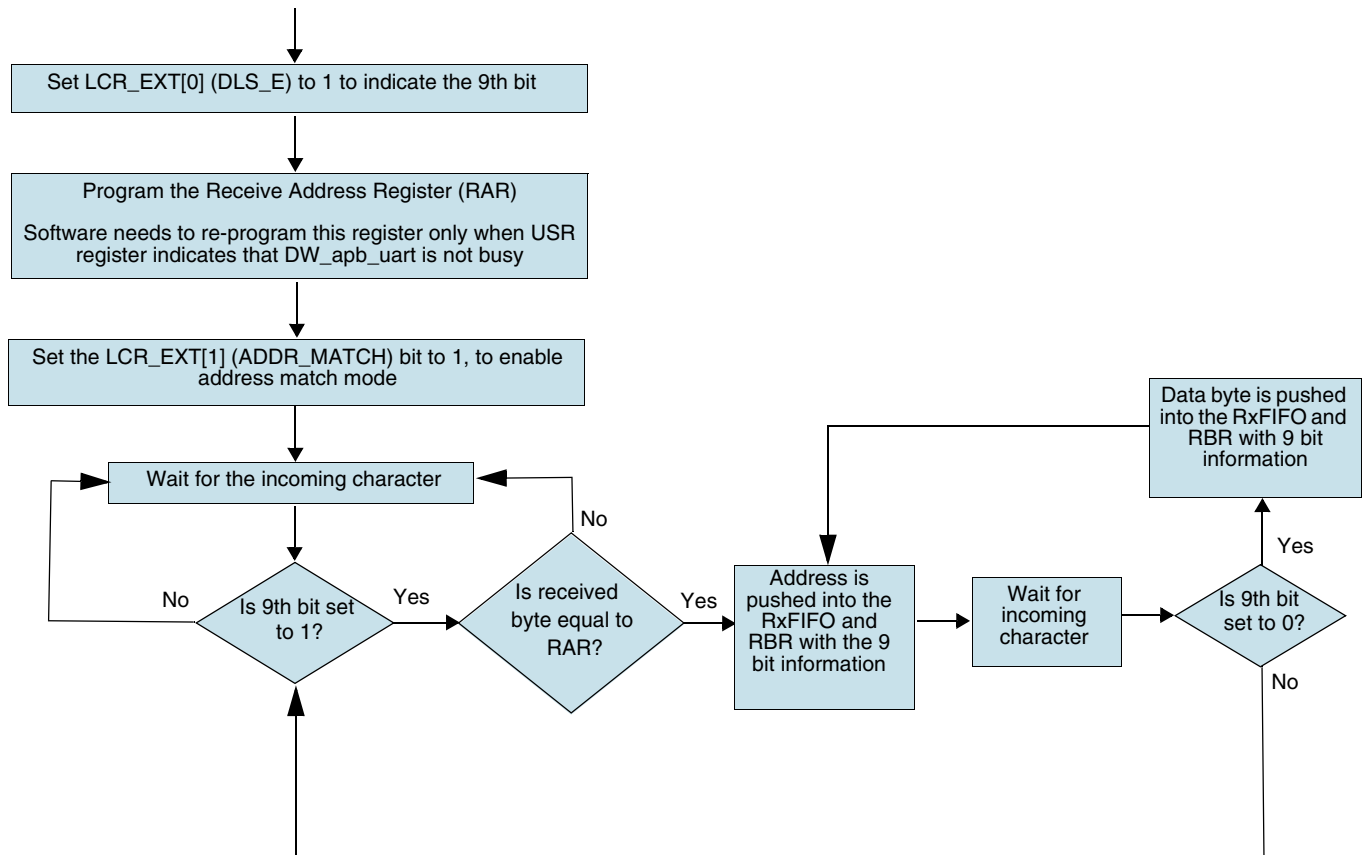 Set LCR_EXT[0] (DLS_E) to 1 to indicate the 9th bit
Program the Receive Address Register (RAR)
Software needs to re-program this register only when USR
register indicates that DW_apb_uart is not busy
Set the LCR_EXT[1] (ADDR_MATCH) bit to 1, to enable
address match mode
Wait for the incoming character
No
Is 9th bit set
to 1?
Yes
No
Is received
byte equal to
RAR?
Yes
Address is
pushed into the
RxFIFO and
RBR with the 9
bit information
Wait for
incoming
character
Is 9th bit
set to 0?
Yes
No
Data byte is pushed
into the RxFIFO and
RBR with 9 bit
information